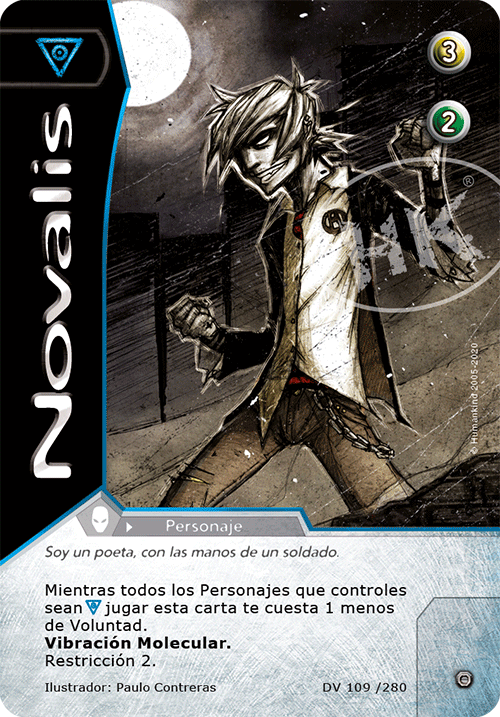 Novalis
3
2
HK®
© Humankind 2005-2020
Personaje
Soy un poeta, con las manos de un soldado.
Mientras todos los Personajes que controles
sean jugar esta carta te cuesta 1 menos
de Voluntad.
Vibración Molecular.
Restricción 2.
Ilustrador: Paulo Contreras DV 109 /280